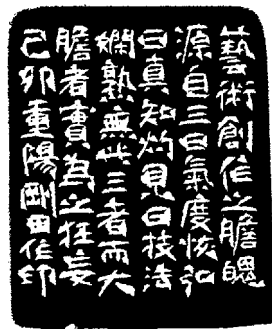 藝術創作之膽魄
源自三曰氣度恢弘
曰真知灼見曰技法
嫻熟無此三者而大
膽者實為之狂妄
己卯重陽剛田作印